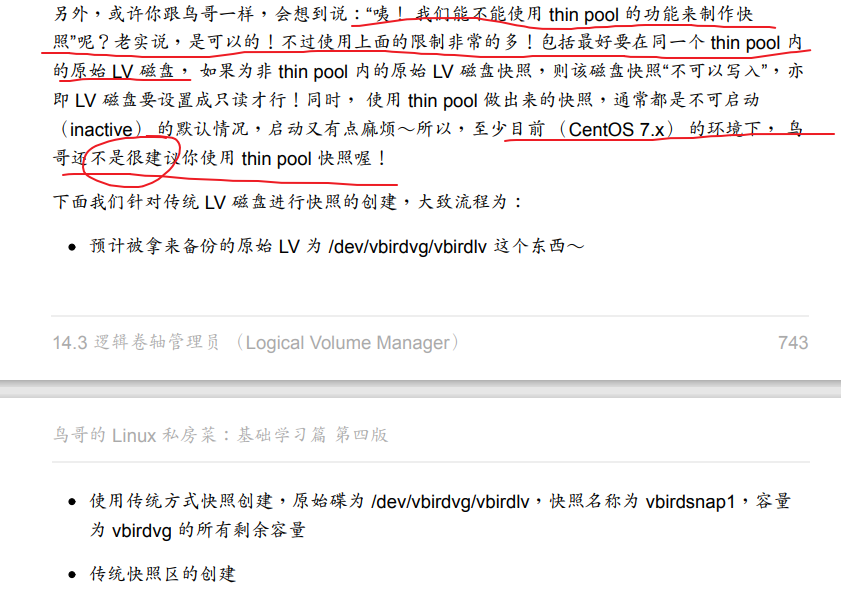 另外，或许你跟鸟哥一样，会想到说：“咦！ 我们能不能使用 thin pool 的功能来制作快
照”呢？老实说，是可以的！不过使用上面的限制非常的多！包括最好要在同一个 thin pool 内
的原始 LV 磁盘， 如果为非 thin pool 内的原始 LV 磁盘快照，则该磁盘快照“不可以写入”，亦
即 LV 磁盘要设置成只读才行！同时， 使用 thin pool 做出来的快照，通常都是不可启动
（inactive） 的默认情况，启动又有点麻烦～所以，至少目前 （CentOS 7.x） 的环境下， 鸟
哥还不是很建议你使用 thin pool 快照喔！
下面我们针对传统 LV 磁盘进行快照的创建，大致流程为：
• 预计被拿来备份的原始 LV 为 /dev/vbirdvg/vbirdlv 这个东西～
14.3 逻辑卷轴管理员 （Logical Volume Manager） 743
鸟哥的 Linux 私房菜：基础学习篇 第四版
• 使用传统方式快照创建，原始碟为 /dev/vbirdvg/vbirdlv，快照名称为 vbirdsnap1，容量
为 vbirdvg 的所有剩余容量
• 传统快照区的创建